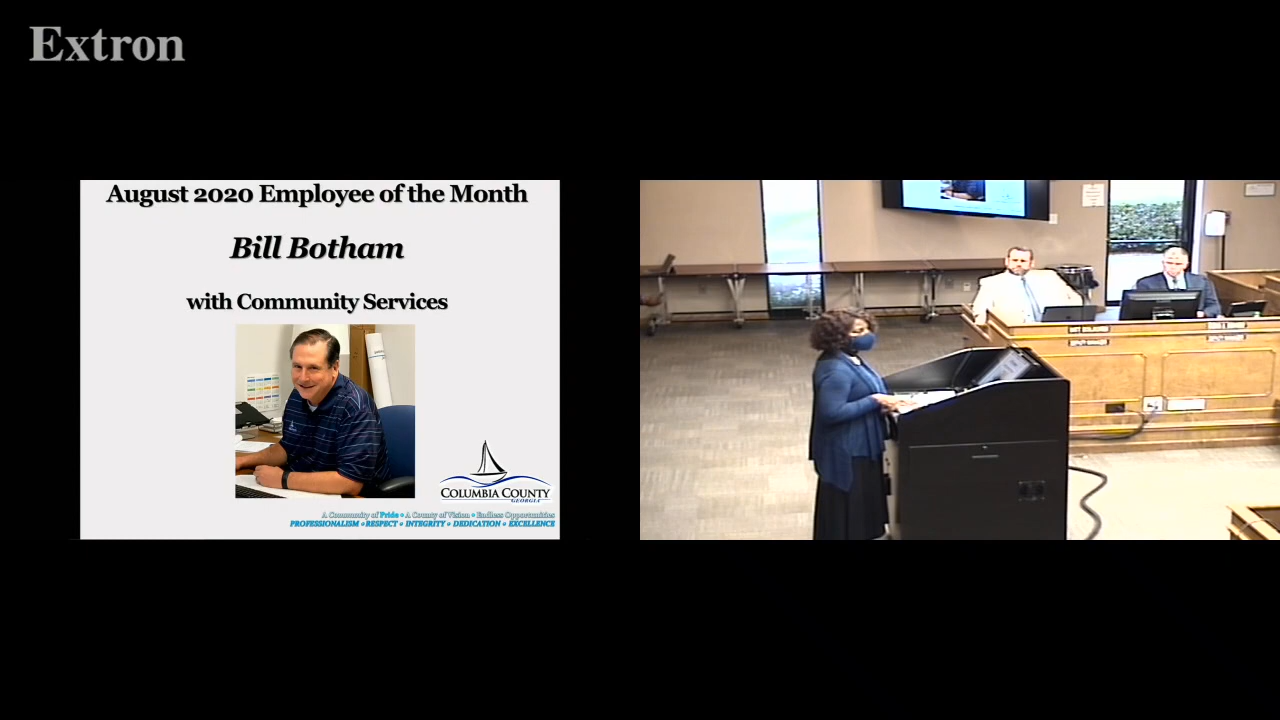 Extron
August 2020 Employee of the Month
Bill Botham
with Community Services
COLUMBIA COUNTY
GEORGIA
A Community of Pride • A County of Vision • Endless Opportunities
PROFESSIONALISM • RESPECT • INTEGRITY • DEDICATION • EXCELLENCE